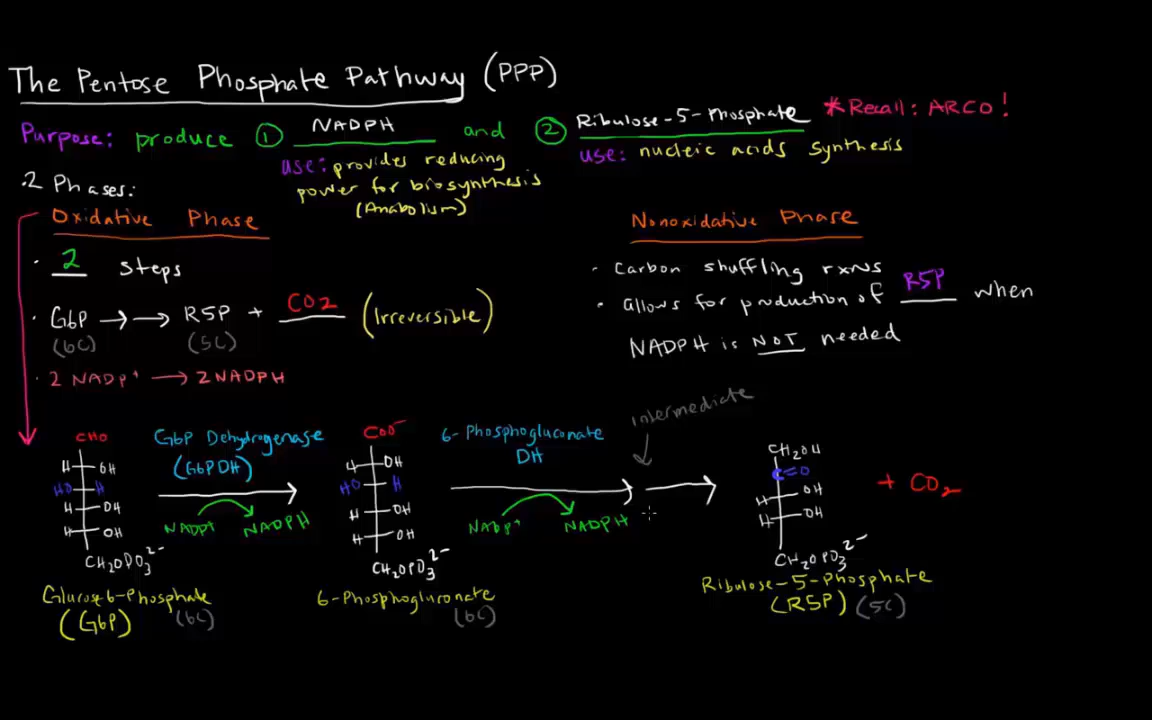 The Pentose Phosphate Pathway (PPP)
Purpose: produce ① NADPH and ② Ribulose-5-Phosphate *Recall: ARCO!
use: provides reducing
power for biosynthesis
(Anabolism)
use: nucleic acids synthesis
.2 Phases:
Oxidative Phase
· 2 steps
· G6P → → R5P + CO2 (Irreversible)
(6C) (5C)
· 2 NADP+ → 2 NADPH
Nonoxidative Phase
· Carbon shuffling rxns
· allows for production of R5P when
NADPH is NOT needed
CHO
H OH
HO H
H OH
H OH
CH2OPO3 2-
Glucose-6-Phosphate
(G6P) (6C)
G6P Dehydrogenase
(G6PDH)
NADP+ NADPH
COO-
H OH
HO H
H OH
H OH
CH2OPO3 2-
6-Phosphogluconate
(6C)
6-Phosphogluconate
DH
NADP+ NADPH
intermediate
CH2OH
C=O
H OH
H OH
CH2OPO3 2-
Ribulose-5-Phosphate
(R5P) (5C)
+ CO2